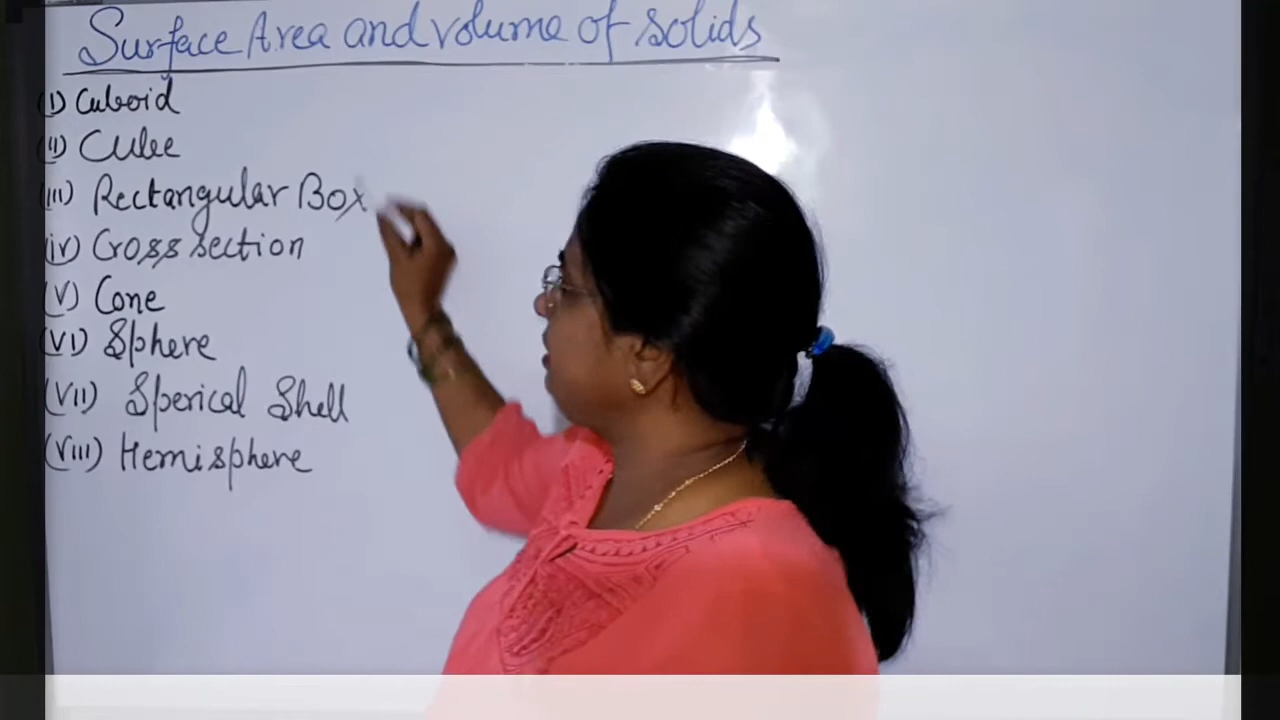 Surface Area and volume of solids
(I) Cuboid
(II) Cube
(III) Rectangular Box
(iv) Cross section
(V) Cone
(VI) Sphere
(VII) Sperical Shell
(VIII) Hemisphere